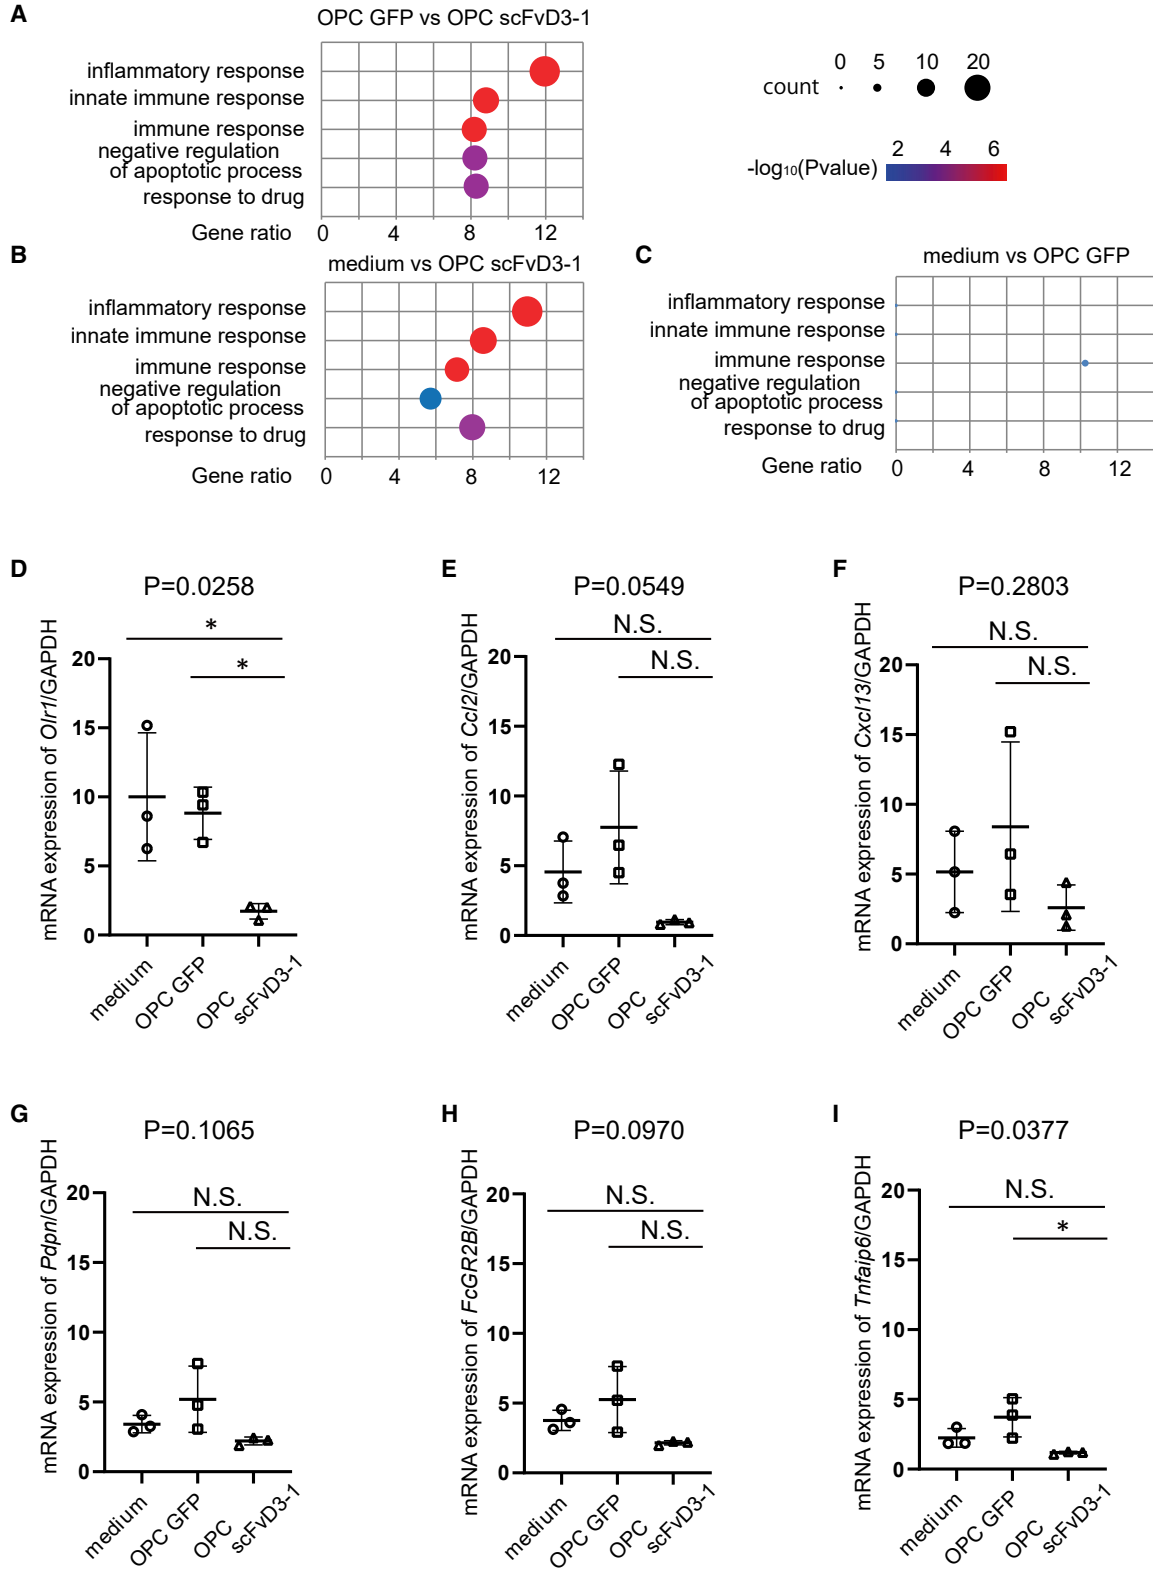 A
OPC GFP vs OPC scFvD3-1
inflammatory response
innate immune response
immune response
negative regulation
of apoptotic process
response to drug
Gene ratio 0 4 8 12
0 5 10 20
count
2 4 6
-log₁₀(Pvalue)
B
medium vs OPC scFvD3-1
inflammatory response
innate immune response
immune response
negative regulation
of apoptotic process
response to drug
Gene ratio 0 4 8 12
C
medium vs OPC GFP
inflammatory response
innate immune response
immune response
negative regulation
of apoptotic process
response to drug
Gene ratio 0 4 8 12
D
P=0.0258
*
*
mRNA expression of Olr1/GAPDH
20
15
10
5
0
medium
OPC GFP
OPC
scFvD3-1
E
P=0.0549
N.S.
N.S.
mRNA expression of Ccl2/GAPDH
20
15
10
5
0
medium
OPC GFP
OPC
scFvD3-1
F
P=0.2803
N.S.
N.S.
mRNA expression of Cxcl13/GAPDH
20
15
10
5
0
medium
OPC GFP
OPC
scFvD3-1
G
P=0.1065
N.S.
N.S.
mRNA expression of Pdpn/GAPDH
20
15
10
5
0
medium
OPC GFP
OPC
scFvD3-1
H
P=0.0970
N.S.
N.S.
mRNA expression of FcGR2B/GAPDH
20
15
10
5
0
medium
OPC GFP
OPC
scFvD3-1
I
P=0.0377
N.S.
*
mRNA expression of Tnfaip6/GAPDH
20
15
10
5
0
medium
OPC GFP
OPC
scFvD3-1